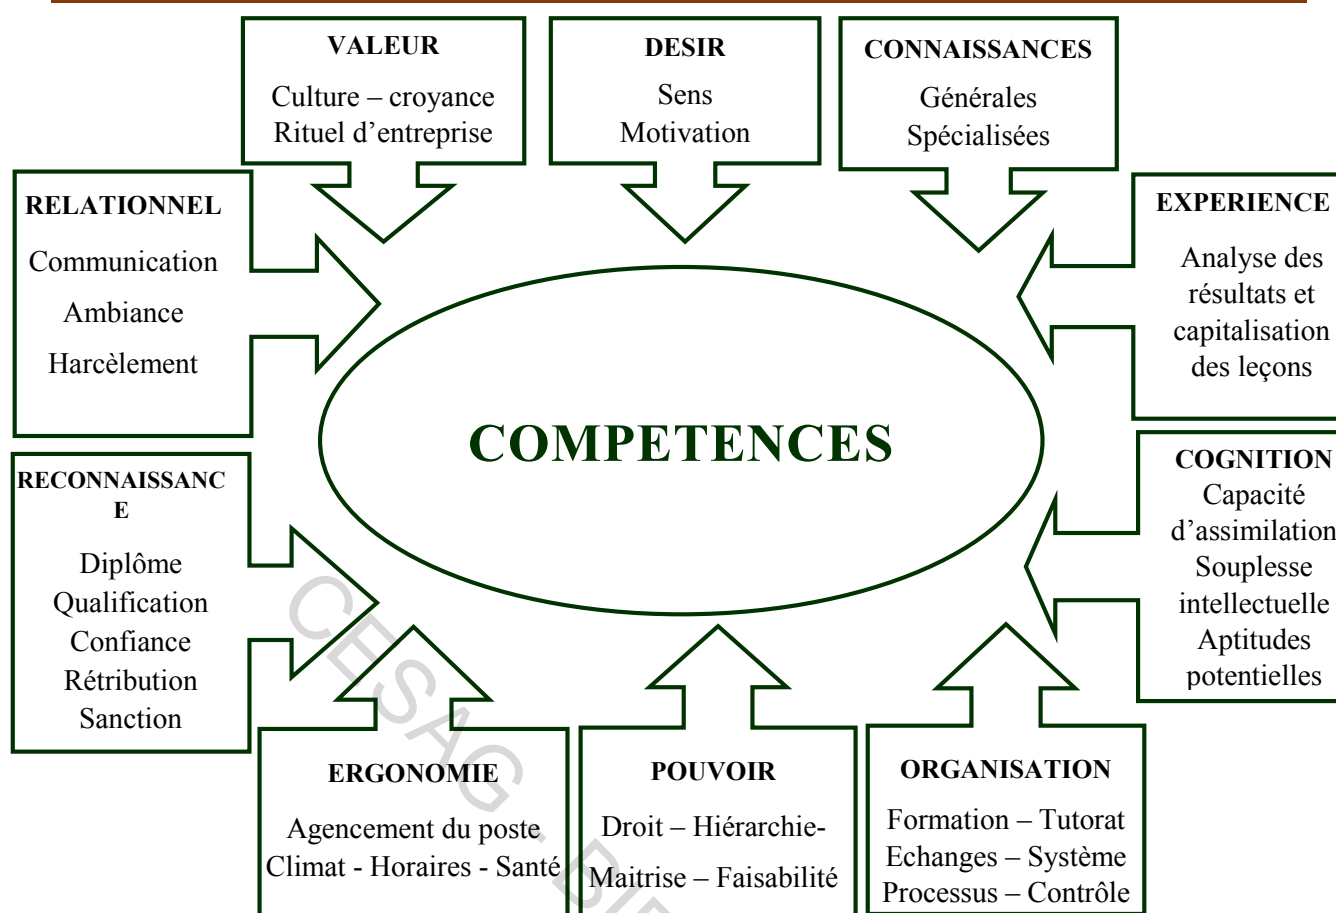 VALEUR
Culture – croyance
Rituel d’entreprise
DESIR
Sens
Motivation
CONNAISSANCES
Générales
Spécialisées
RELATIONNEL
Communication
Ambiance
Harcèlement
EXPERIENCE
Analyse des
résultats et
capitalisation
des leçons
COMPETENCES
RECONNAISSANC
E
Diplôme
Qualification
Confiance
Rétribution
Sanction
COGNITION
Capacité
d’assimilation
Souplesse
intellectuelle
Aptitudes
potentielles
ERGONOMIE
Agencement du poste
Climat - Horaires - Santé
POUVOIR
Droit – Hiérarchie-
Maitrise – Faisabilité
ORGANISATION
Formation – Tutorat
Echanges – Système
Processus – Contrôle
CESAG -